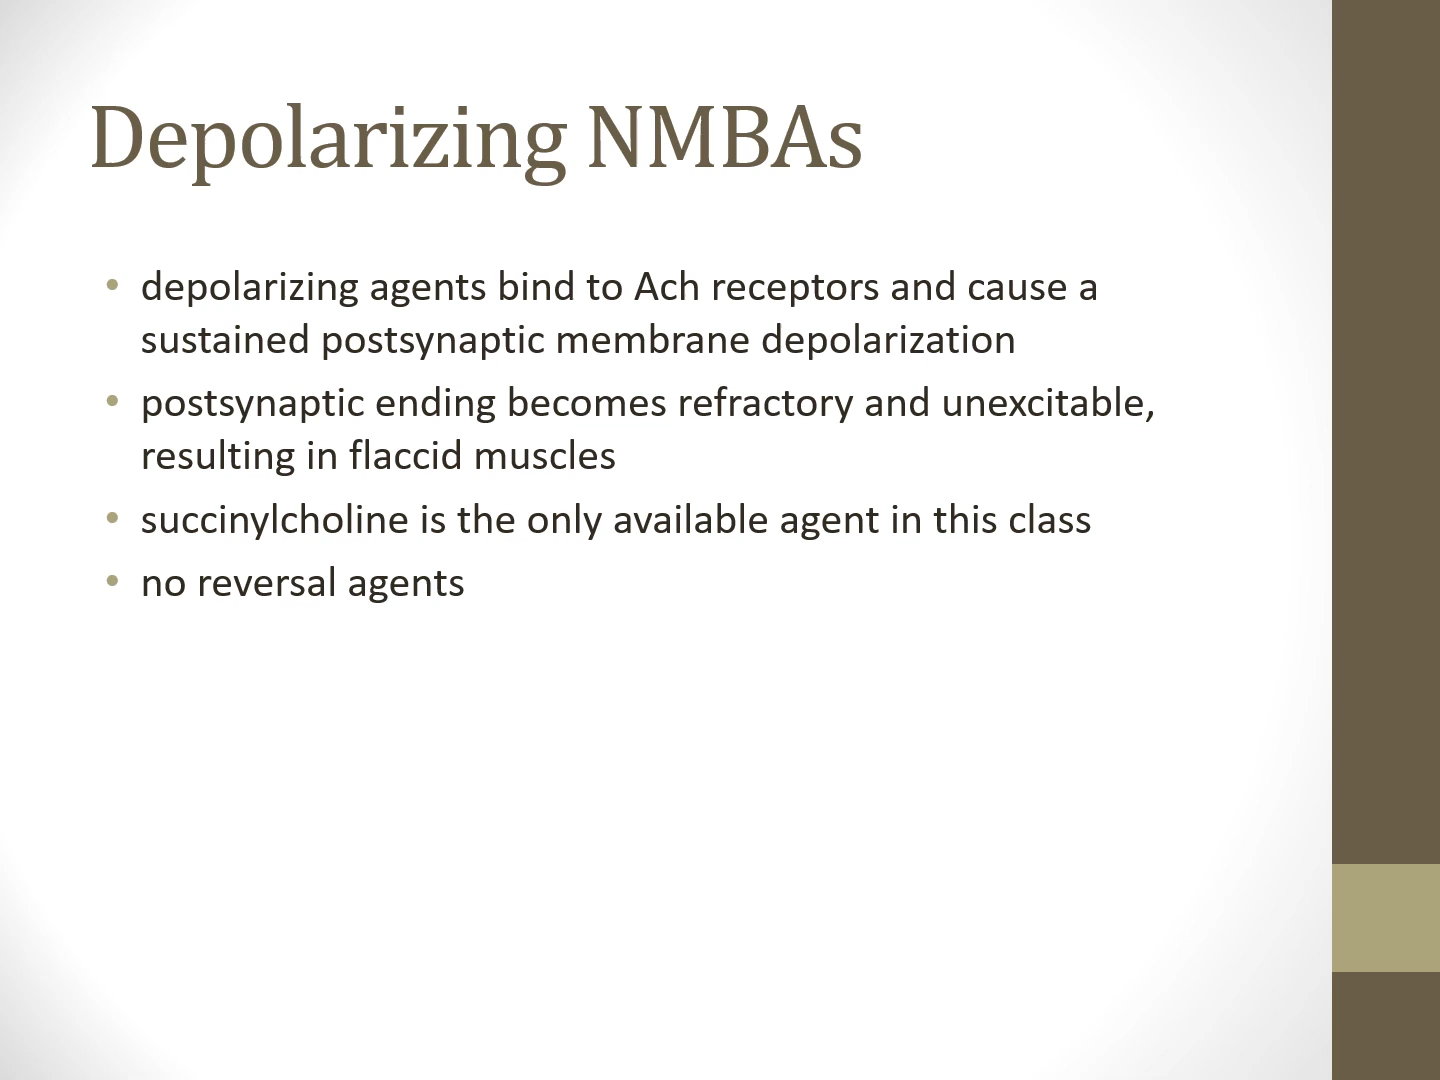 Depolarizing NMBAs
• depolarizing agents bind to Ach receptors and cause a
sustained postsynaptic membrane depolarization
• postsynaptic ending becomes refractory and unexcitable,
resulting in flaccid muscles
• succinylcholine is the only available agent in this class
• no reversal agents